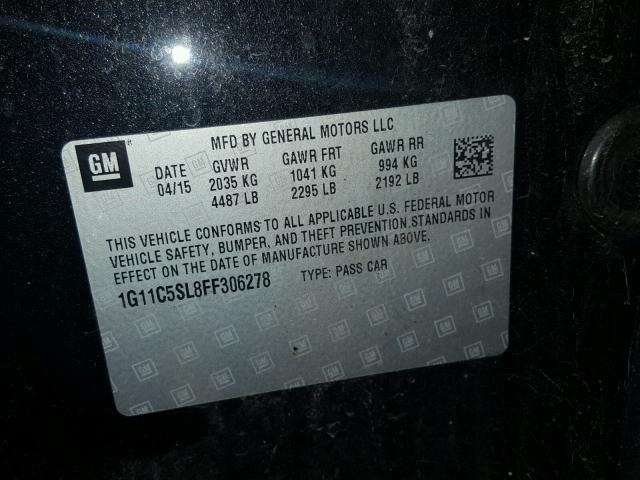 GM
MFD BY GENERAL MOTORS LLC
DATE GVWR GAWR FRT GAWR RR
04/15 2035 KG 1041 KG 994 KG
4487 LB 2295 LB 2192 LB
THIS VEHICLE CONFORMS TO ALL APPLICABLE U.S. FEDERAL MOTOR
VEHICLE SAFETY, BUMPER, AND THEFT PREVENTION STANDARDS IN
EFFECT ON THE DATE OF MANUFACTURE SHOWN ABOVE.
1G11C5SL8FF306278 TYPE: PASS CAR